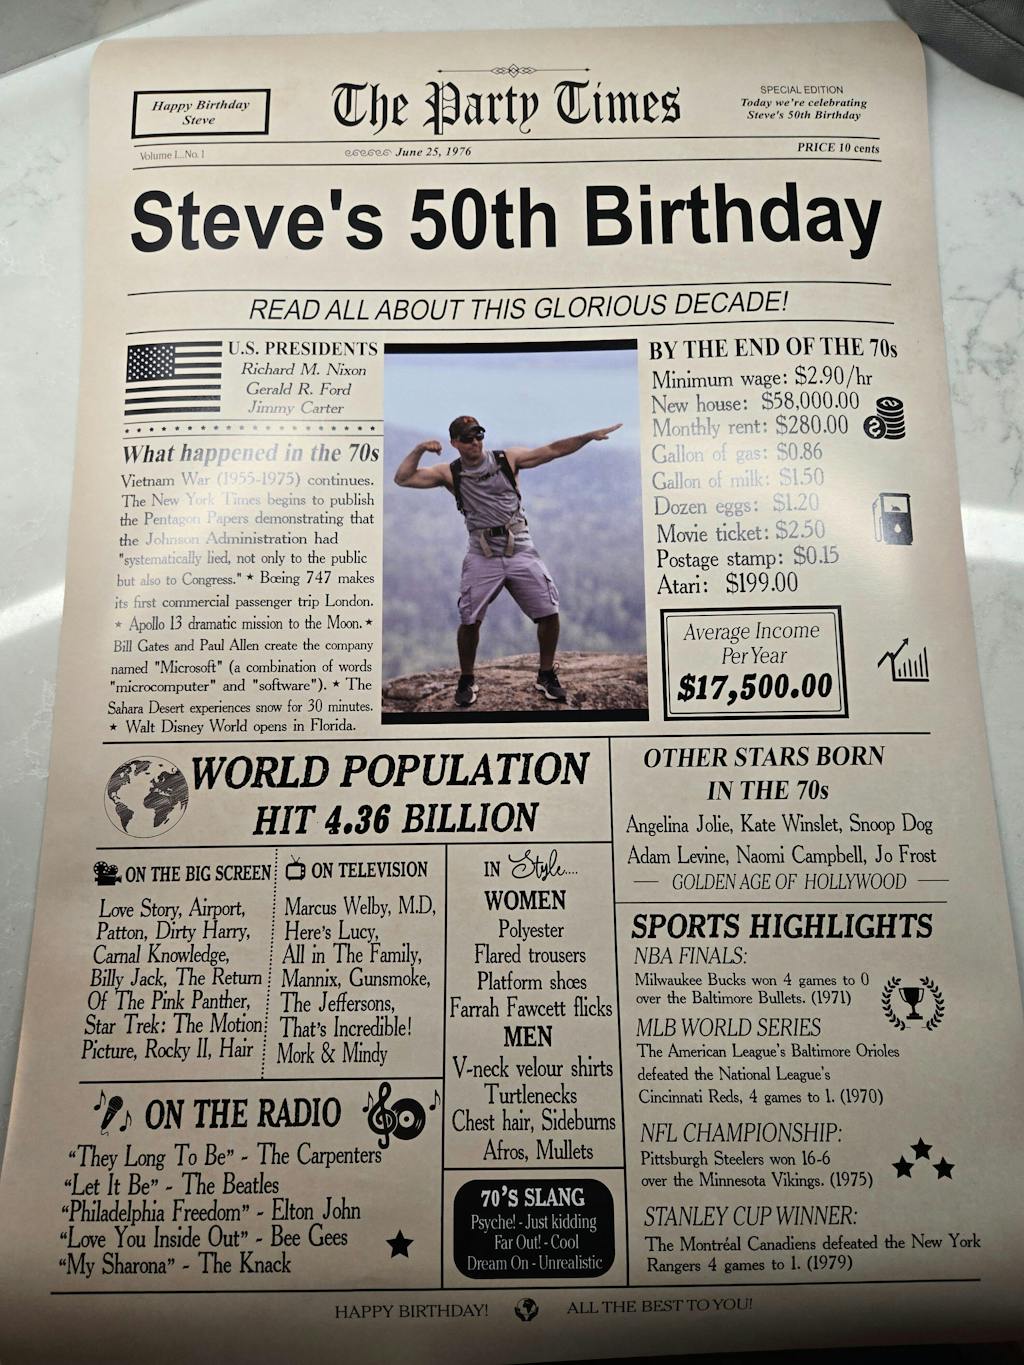 Happy Birthday
Steve
The Party Times
SPECIAL EDITION
Today we're celebrating
Steve's 50th Birthday
Volume I...No. 1
June 25, 1976
PRICE 10 cents
Steve's 50th Birthday
READ ALL ABOUT THIS GLORIOUS DECADE!
U.S. PRESIDENTS
Richard M. Nixon
Gerald R. Ford
Jimmy Carter
What happened in the 70s
Vietnam War (1955-1975) continues.
The New York Times begins to publish
the Pentagon Papers demonstrating that
the Johnson Administration had
"systematically lied, not only to the public
but also to Congress." ★ Boeing 747 makes
its first commercial passenger trip London.
★ Apollo 13 dramatic mission to the Moon. ★
Bill Gates and Paul Allen create the company
named "Microsoft" (a combination of words
"microcomputer" and "software"). ★ The
Sahara Desert experiences snow for 30 minutes.
★ Walt Disney World opens in Florida.
BY THE END OF THE 70s
Minimum wage: $2.90/hr
New house: $58,000.00
Monthly rent: $280.00
Gallon of gas: $0.86
Gallon of milk: $1.50
Dozen eggs: $1.20
Movie ticket: $2.50
Postage stamp: $0.15
Atari: $199.00
Average Income
Per Year
$17,500.00
WORLD POPULATION
HIT 4.36 BILLION
OTHER STARS BORN
IN THE 70s
Angelina Jolie, Kate Winslet, Snoop Dog
Adam Levine, Naomi Campbell, Jo Frost
GOLDEN AGE OF HOLLYWOOD
ON THE BIG SCREEN
Love Story, Airport,
Patton, Dirty Harry,
Carnal Knowledge,
Billy Jack, The Return
Of The Pink Panther,
Star Trek: The Motion
Picture, Rocky II, Hair
ON TELEVISION
Marcus Welby, M.D,
Here's Lucy,
All in The Family,
Mannix, Gunsmoke,
The Jeffersons,
That's Incredible!
Mork & Mindy
IN Style....
WOMEN
Polyester
Flared trousers
Platform shoes
Farrah Fawcett flicks
MEN
V-neck velour shirts
Turtlenecks
Chest hair, Sideburns
Afros, Mullets
SPORTS HIGHLIGHTS
NBA FINALS:
Milwaukee Bucks won 4 games to 0
over the Baltimore Bullets. (1971)
MLB WORLD SERIES
The American League's Baltimore Orioles
defeated the National League's
Cincinnati Reds, 4 games to 1. (1970)
NFL CHAMPIONSHIP:
Pittsburgh Steelers won 16-6
over the Minnesota Vikings. (1975)
STANLEY CUP WINNER:
The Montréal Canadiens defeated the New York
Rangers 4 games to 1. (1979)
ON THE RADIO
"They Long To Be" - The Carpenters
"Let It Be" - The Beatles
"Philadelphia Freedom" - Elton John
"Love You Inside Out" - Bee Gees
"My Sharona" - The Knack
70'S SLANG
Psyche! - Just kidding
Far Out! - Cool
Dream On - Unrealistic
HAPPY BIRTHDAY!
ALL THE BEST TO YOU!